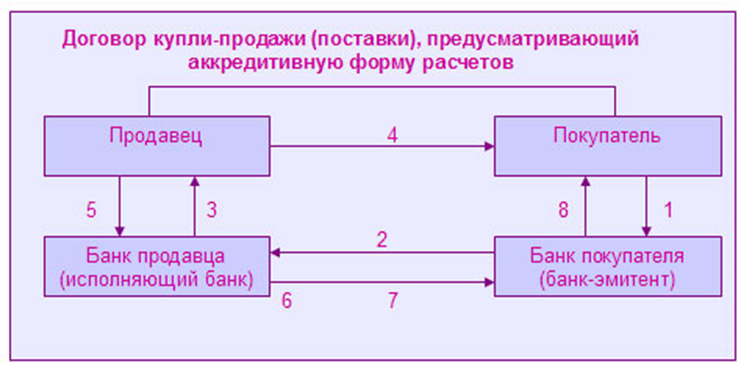 Договор купли-продажи (поставки), предусматривающий
аккредитивную форму расчетов
Продавец
4
Покупатель
5
3
8
1
Банк продавца
(исполняющий банк)
2
Банк покупателя
(банк-эмитент)
6
7